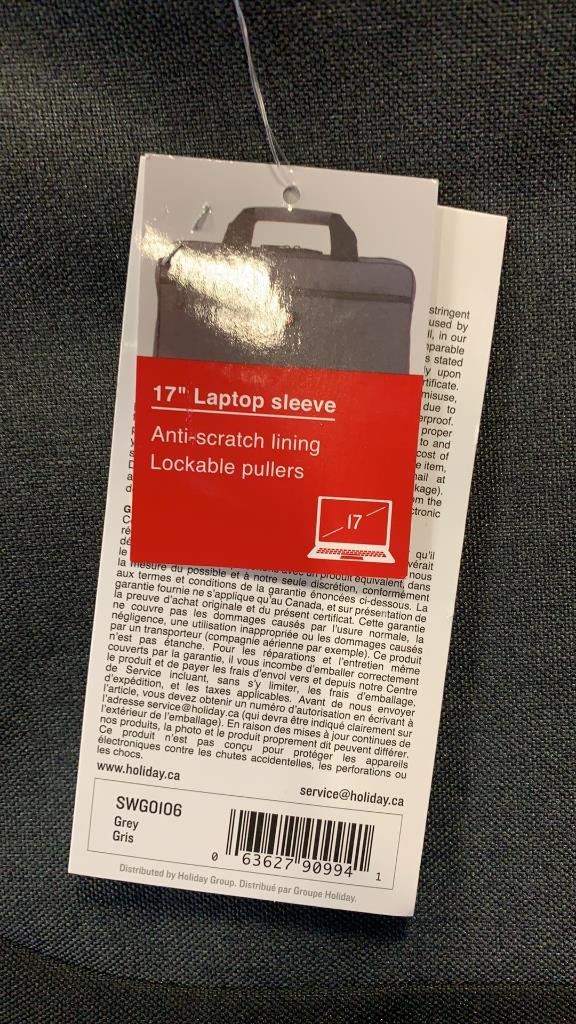 stringent
used by
ll, in our
mparable
s stated
ly upon
rtificate.
misuse,
due to
erproof.
proper
to and
cost of
e item,
nail at
kage).
om the
ctronic
17" Laptop sleeve
Anti-scratch lining
Lockable pullers
17
qu'il
vérait
nous
la mesure du possible et à notre seule discrétion, conformément
aux termes et conditions de la garantie énoncées ci-dessous. La
garantie fournie ne s'applique qu'au Canada, et sur présentation de
la preuve d'achat originale et du présent certificat. Cette garantie
ne couvre pas les dommages causés par l'usure normale, la
négligence, une utilisation inappropriée ou les dommages causés
par un transporteur (compagnie aérienne par exemple). Ce produit
n'est pas étanche. Pour les réparations et l'entretien même
couverts par la garantie, il vous incombe d'emballer correctement
le produit et de payer les frais d'envoi vers et depuis notre Centre
de Service incluant, sans s'y limiter, les frais d'emballage,
d'expédition, et les taxes applicables. Avant de nous envoyer
l'article, vous devez obtenir un numéro d'autorisation en écrivant à
l'adresse service@holiday.ca (qui devra être indiqué clairement sur
l'extérieur de l'emballage). En raison des mises à jour continues de
nos produits, la photo et le produit proprement dit peuvent différer.
Ce produit n'est pas conçu pour protéger les appareils
électroniques contre les chutes accidentelles, les perforations ou
les chocs.
www.holiday.ca
service@holiday.ca
SWG0106
Grey
Gris
0 63627 90994 1
Distributed by Holiday Group. Distribué par Groupe Holiday.